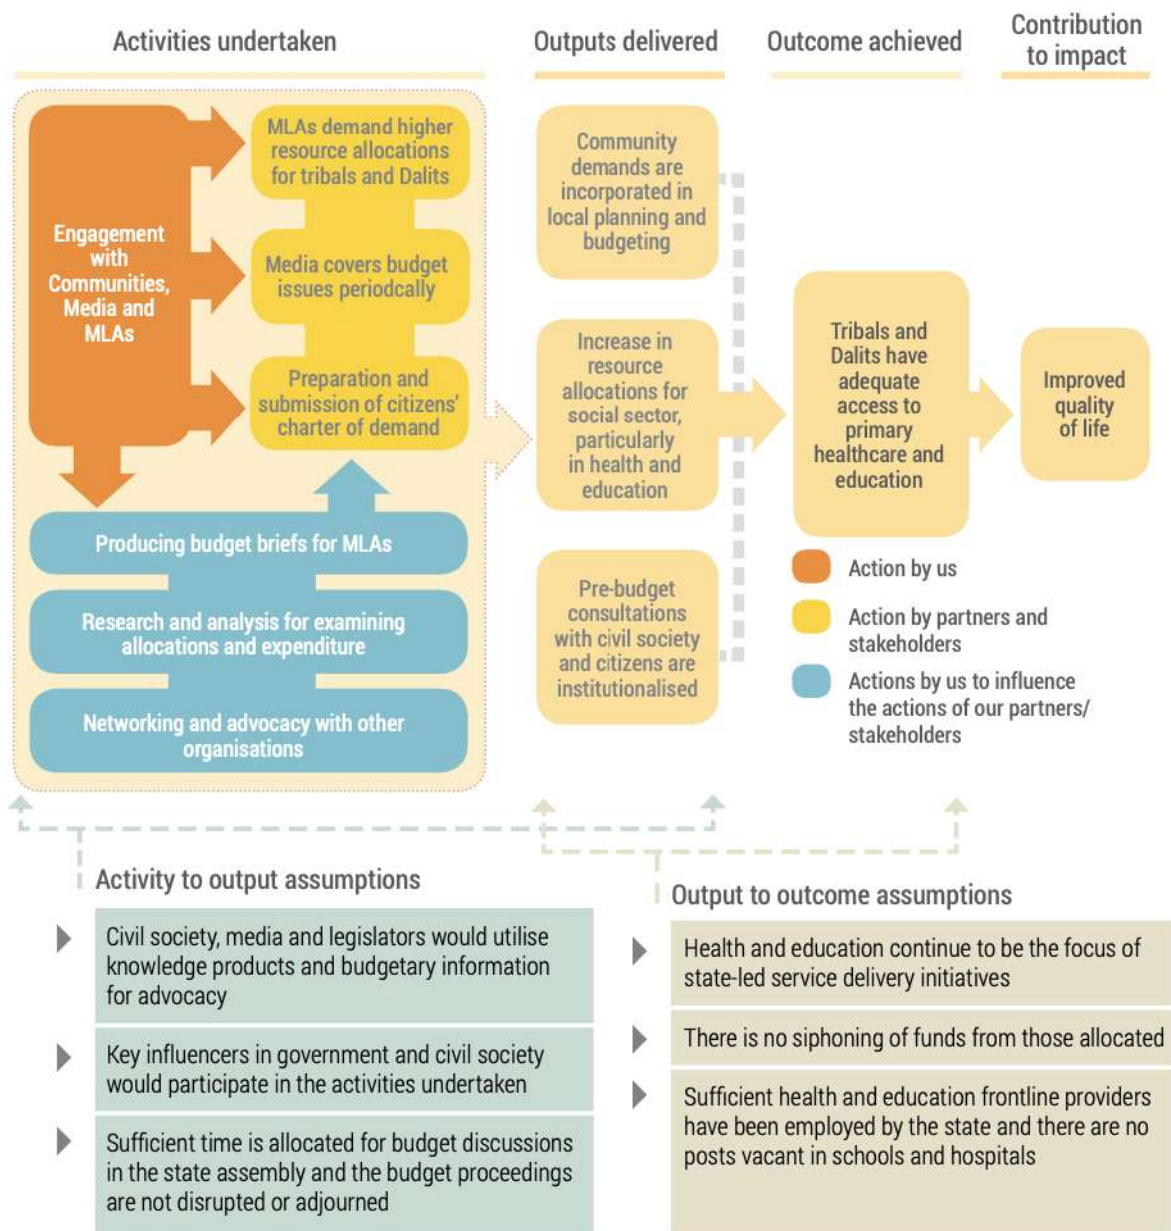 Activities undertaken
Outputs delivered
Outcome achieved
Contribution
to impact
Engagement
with
Communities,
Media and
MLAs
MLAs demand higher
resource allocations
for tribals and Dalits
Media covers budget
issues periodcally
Preparation and
submission of citizens'
charter of demand
Producing budget briefs for MLAs
Research and analysis for examining
allocations and expenditure
Networking and advocacy with other
organisations
Community
demands are
incorporated in
local planning and
budgeting
Increase in
resource
allocations for
social sector,
particularly
in health and
education
Pre-budget
consultations
with civil society
and citizens are
institutionalised
Tribals and
Dalits have
adequate
access to
primary
healthcare and
education
Improved
quality
of life
Action by us
Action by partners and
stakeholders
Actions by us to influence
the actions of our partners/
stakeholders
Activity to output assumptions
Civil society, media and legislators would utilise
knowledge products and budgetary information
for advocacy
Key influencers in government and civil society
would participate in the activities undertaken
Sufficient time is allocated for budget discussions
in the state assembly and the budget proceedings
are not disrupted or adjourned
Output to outcome assumptions
Health and education continue to be the focus of
state-led service delivery initiatives
There is no siphoning of funds from those allocated
Sufficient health and education frontline providers
have been employed by the state and there are no
posts vacant in schools and hospitals